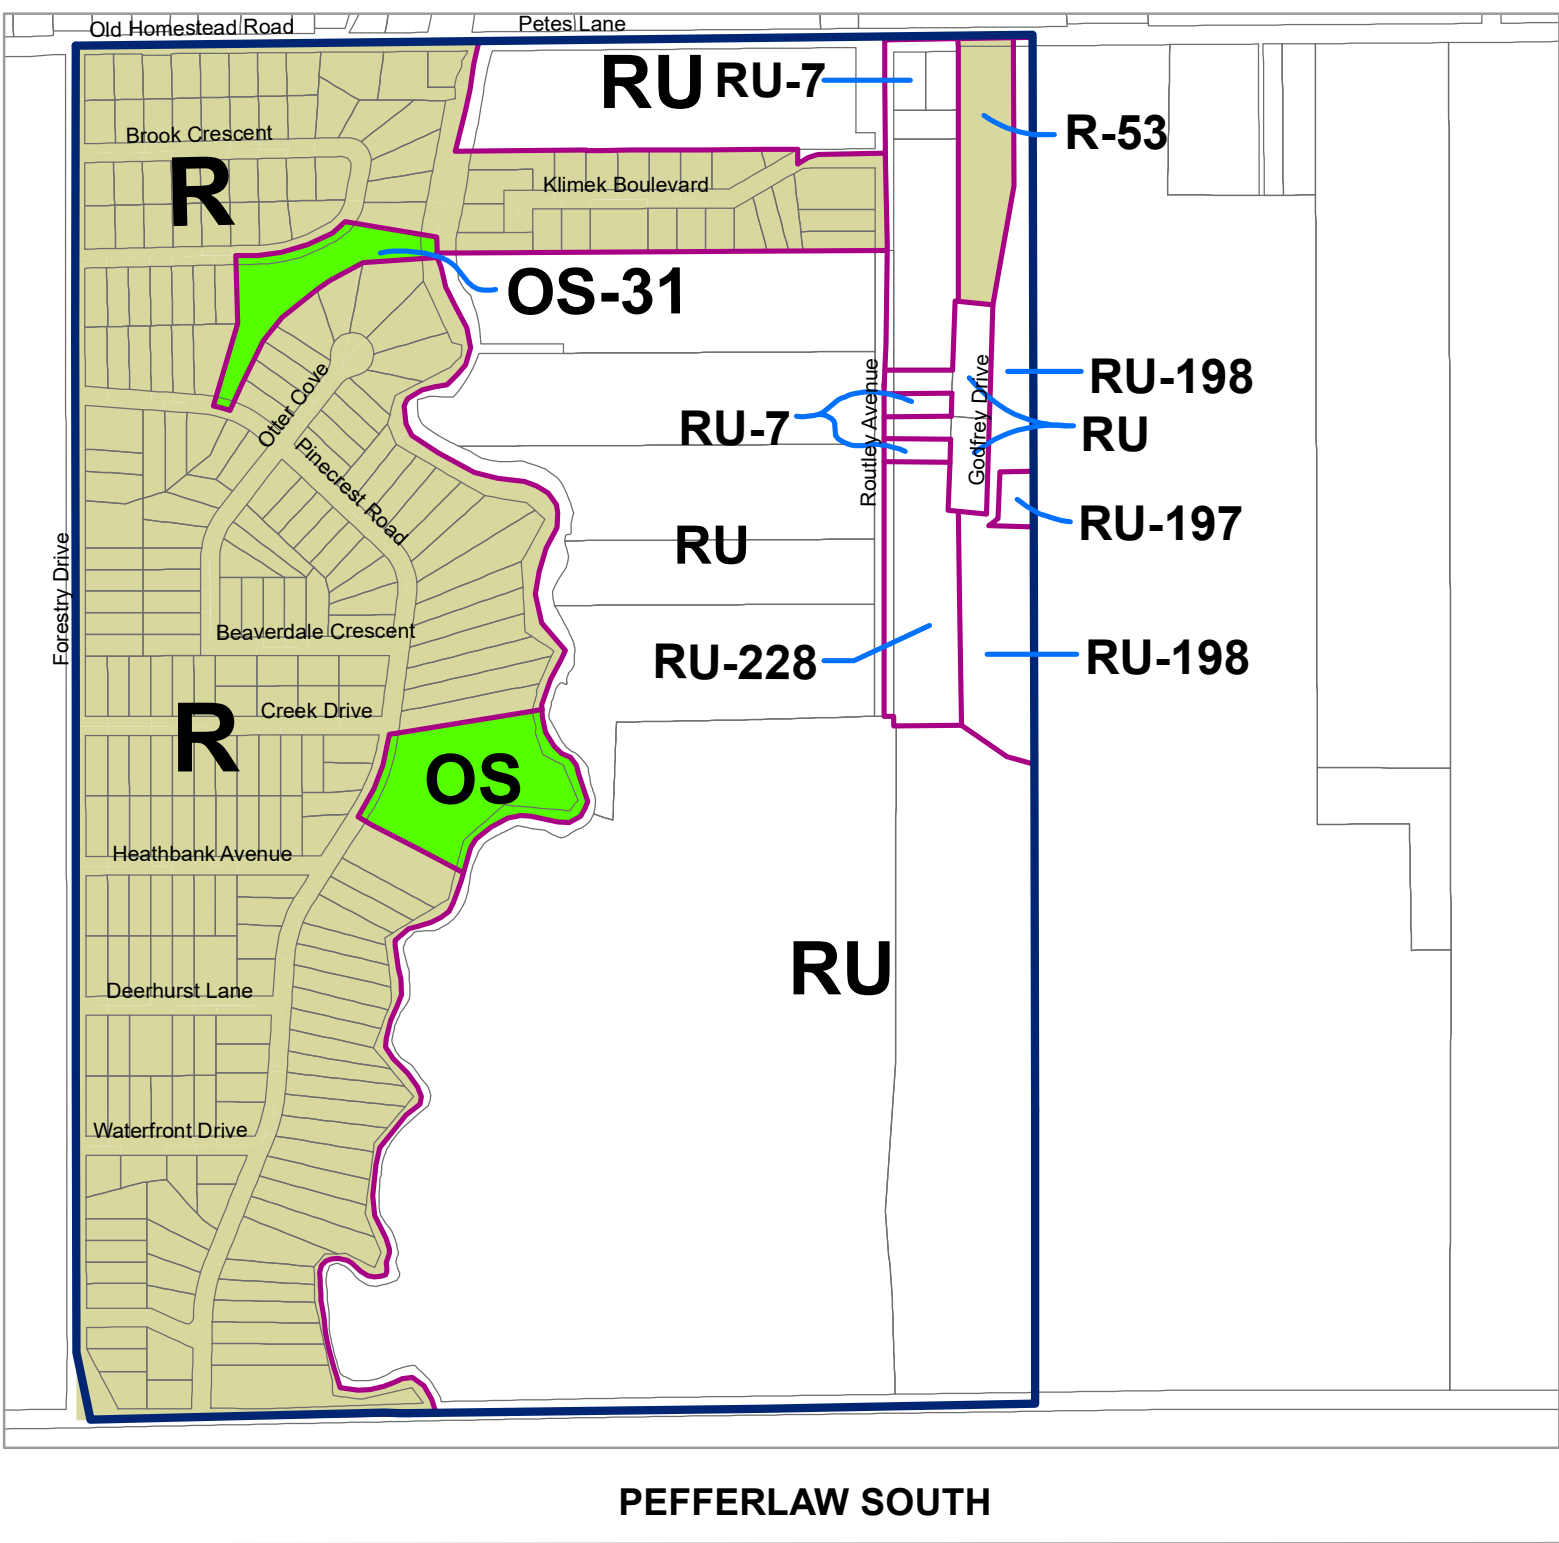 Old Homestead Road
Petes Lane
RU
RU-7
R-53
Brook Crescent
R
Klimek Boulevard
OS-31
Otter Cove
Routley Avenue
Godfrey Drive
RU-198
RU-7
RU
Pinecrest Road
RU-197
RU
Forestry Drive
Beaverdale Crescent
RU-228
RU-198
Creek Drive
R
OS
Heathbank Avenue
RU
Deerhurst Lane
Waterfront Drive
PEFFERLAW SOUTH